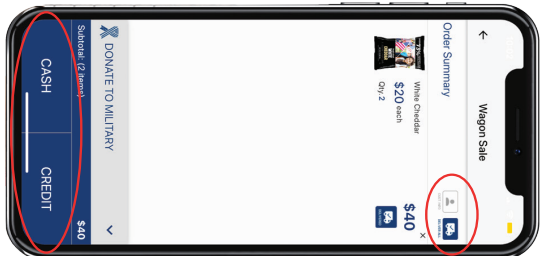 Wagon Sale
Order Summary
White Cheddar
$20 each
Qty. 2
$40
×
DONATE TO MILITARY
Subtotal: (2 items)
$40
CASH
CREDIT